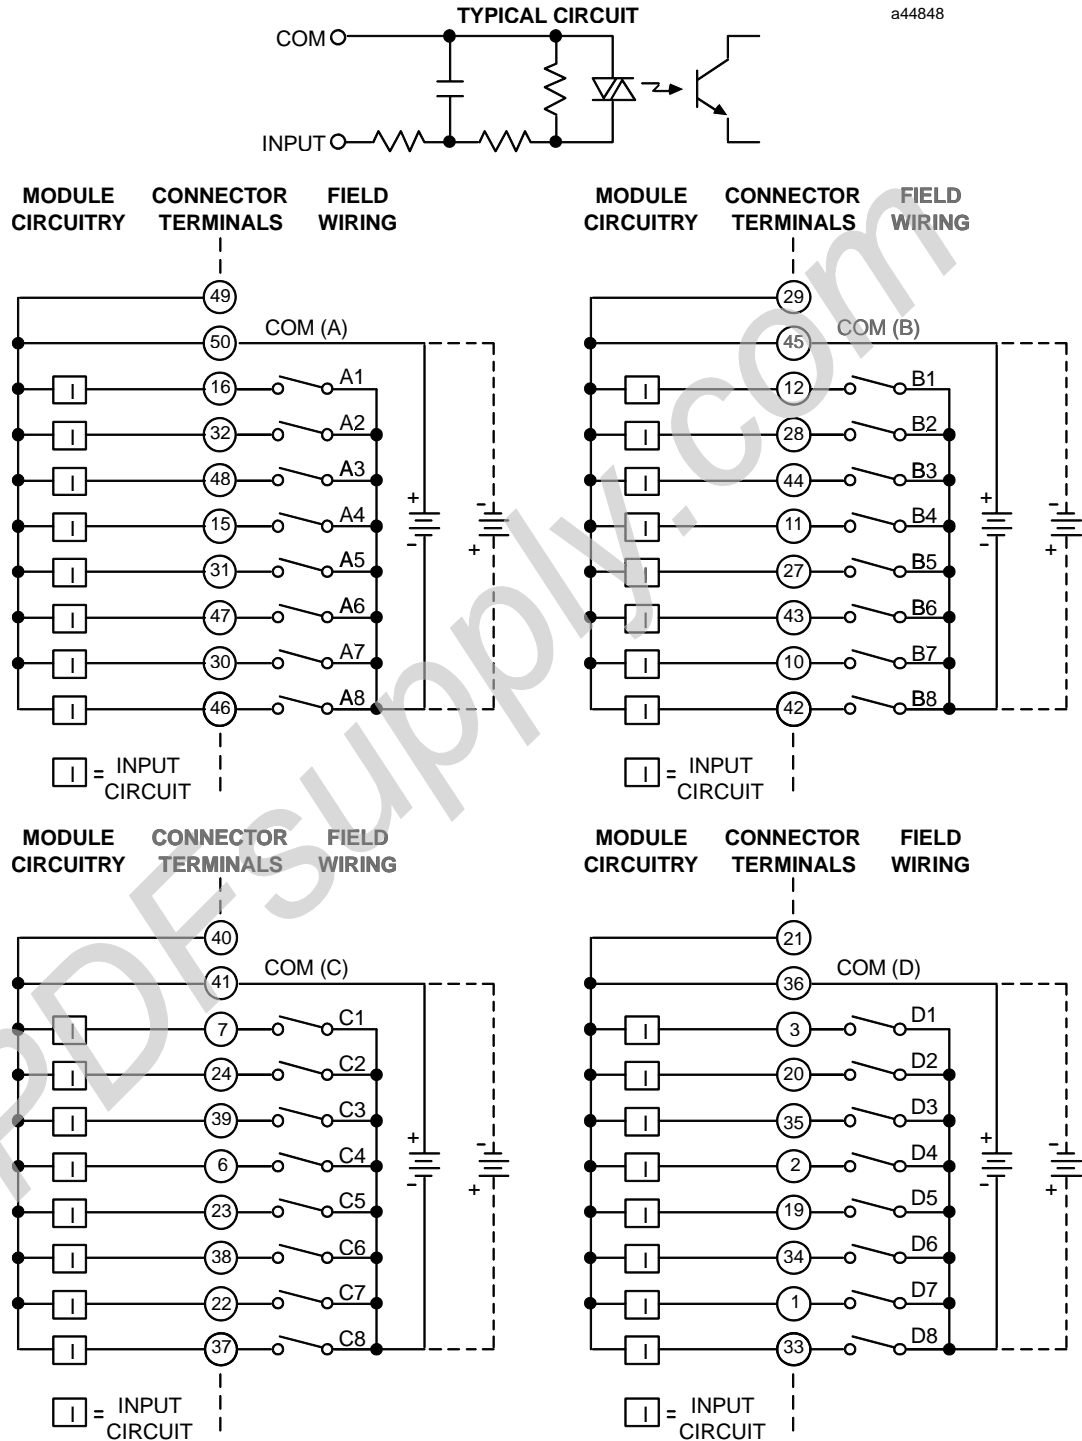 TYPICAL CIRCUIT
a44848
COM
INPUT
MODULE CIRCUITRY
CONNECTOR TERMINALS
FIELD WIRING
49
50 COM (A)
I 16 A1
I 32 A2
I 48 A3
I 15 A4
I 31 A5
I 47 A6
I 30 A7
I 46 A8
+ -
- +
I = INPUT CIRCUIT
MODULE CIRCUITRY
CONNECTOR TERMINALS
FIELD WIRING
29
45 COM (B)
I 12 B1
I 28 B2
I 44 B3
I 11 B4
I 27 B5
I 43 B6
I 10 B7
I 42 B8
+ -
- +
I = INPUT CIRCUIT
MODULE CIRCUITRY
CONNECTOR TERMINALS
FIELD WIRING
40
41 COM (C)
I 7 C1
I 24 C2
I 39 C3
I 6 C4
I 23 C5
I 38 C6
I 22 C7
I 37 C8
+ -
- +
I = INPUT CIRCUIT
MODULE CIRCUITRY
CONNECTOR TERMINALS
FIELD WIRING
21
36 COM (D)
I 3 D1
I 20 D2
I 35 D3
I 2 D4
I 19 D5
I 34 D6
I 1 D7
I 33 D8
+ -
- +
I = INPUT CIRCUIT
PDFsupply.com